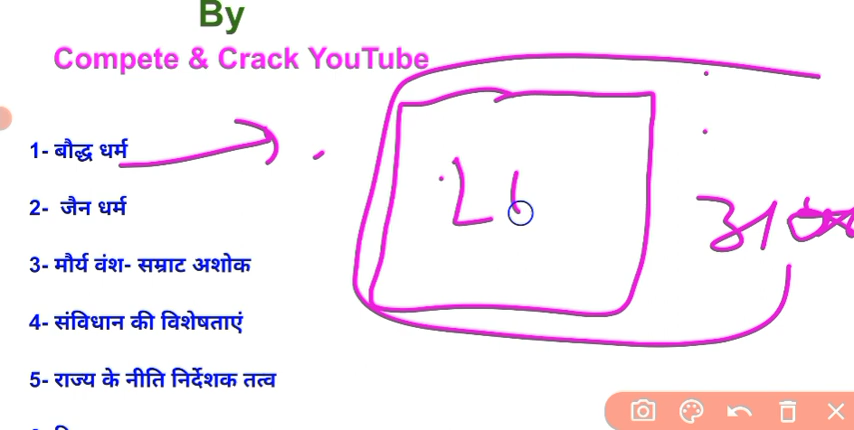 By
Compete & Crack YouTube
1- बौद्ध धर्म
2- जैन धर्म
3- मौर्य वंश- सम्राट अशोक
4- संविधान की विशेषताएं
5- राज्य के नीति निर्देशक तत्व